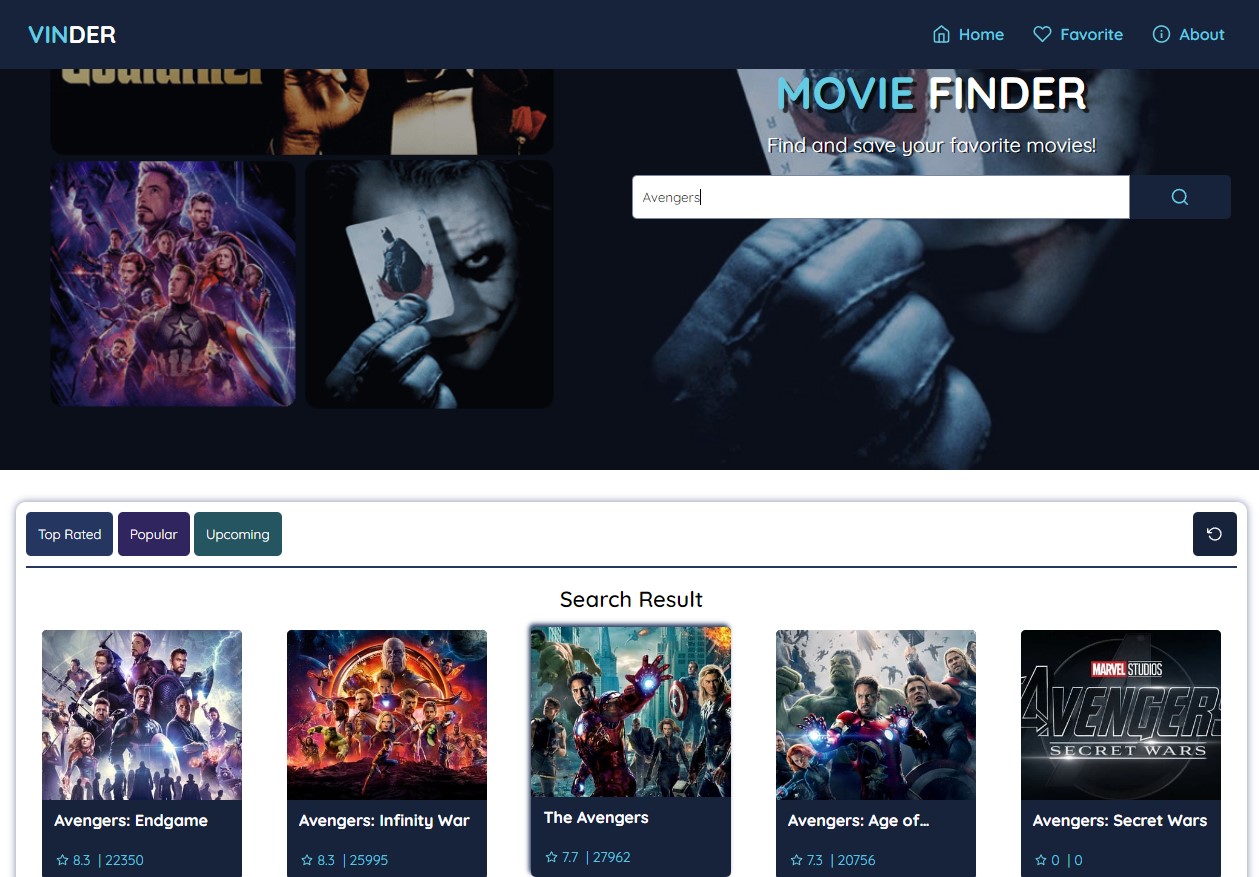 VINDER
Home
Favorite
About
MOVIE FINDER
Find and save your favorite movies!
Avengers
Top Rated
Popular
Upcoming
Search Result
MARVEL STUDIOS
AVENGERS
SECRET WARS
Avengers: Endgame
Avengers: Infinity War
The Avengers
Avengers: Age of...
Avengers: Secret Wars
8.3 | 22350
8.3 | 25995
7.7 | 27962
7.3 | 20756
0 | 0